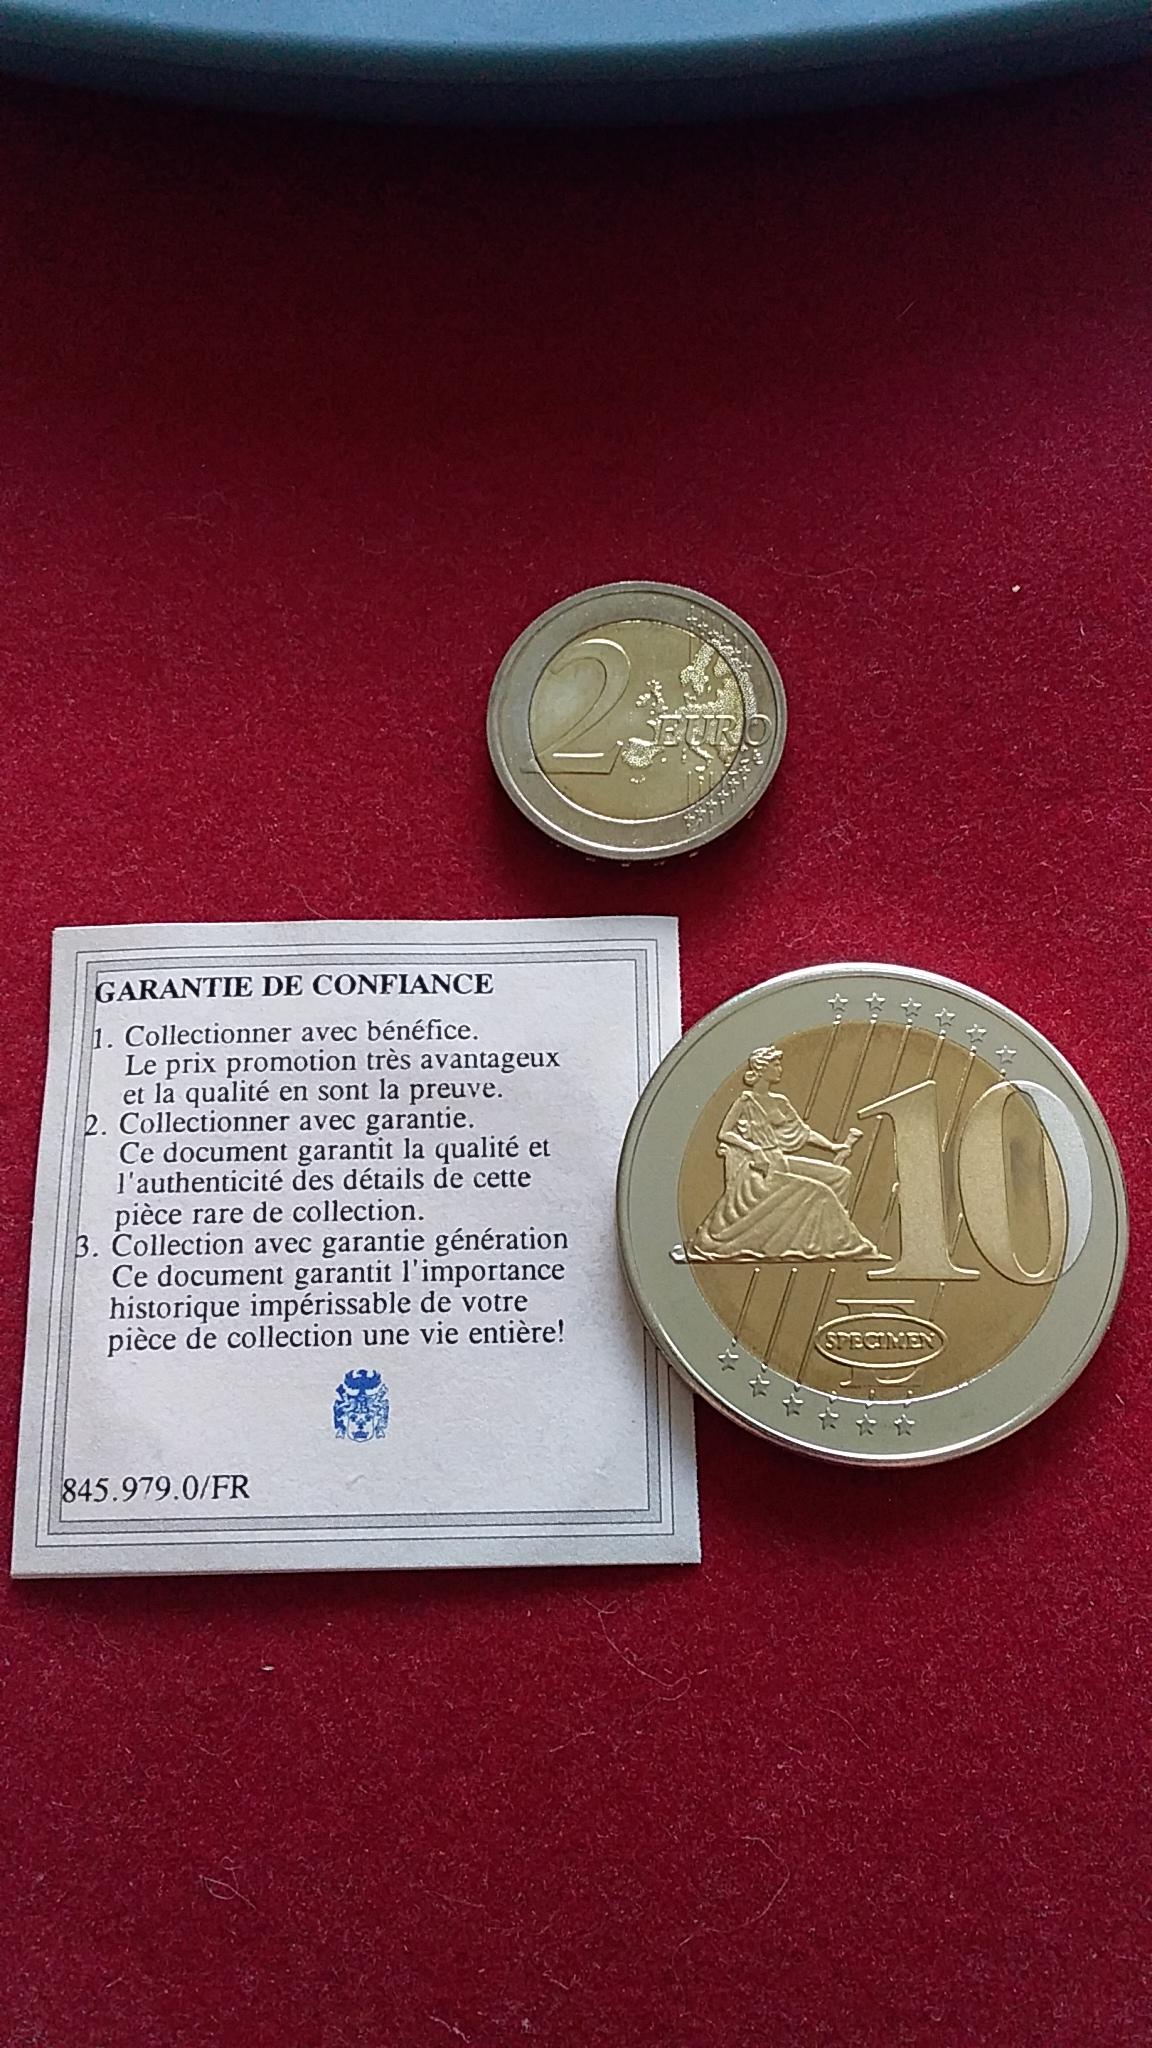 2
EURO
GARANTIE DE CONFIANCE
1. Collectionner avec bénéfice.
Le prix promotion très avantageux
et la qualité en sont la preuve.
2. Collectionner avec garantie.
Ce document garantit la qualité et
l'authenticité des détails de cette
pièce rare de collection.
3. Collection avec garantie génération
Ce document garantit l'importance
historique impérissable de votre
pièce de collection une vie entière!
845.979.0/FR
10
SPECIMEN